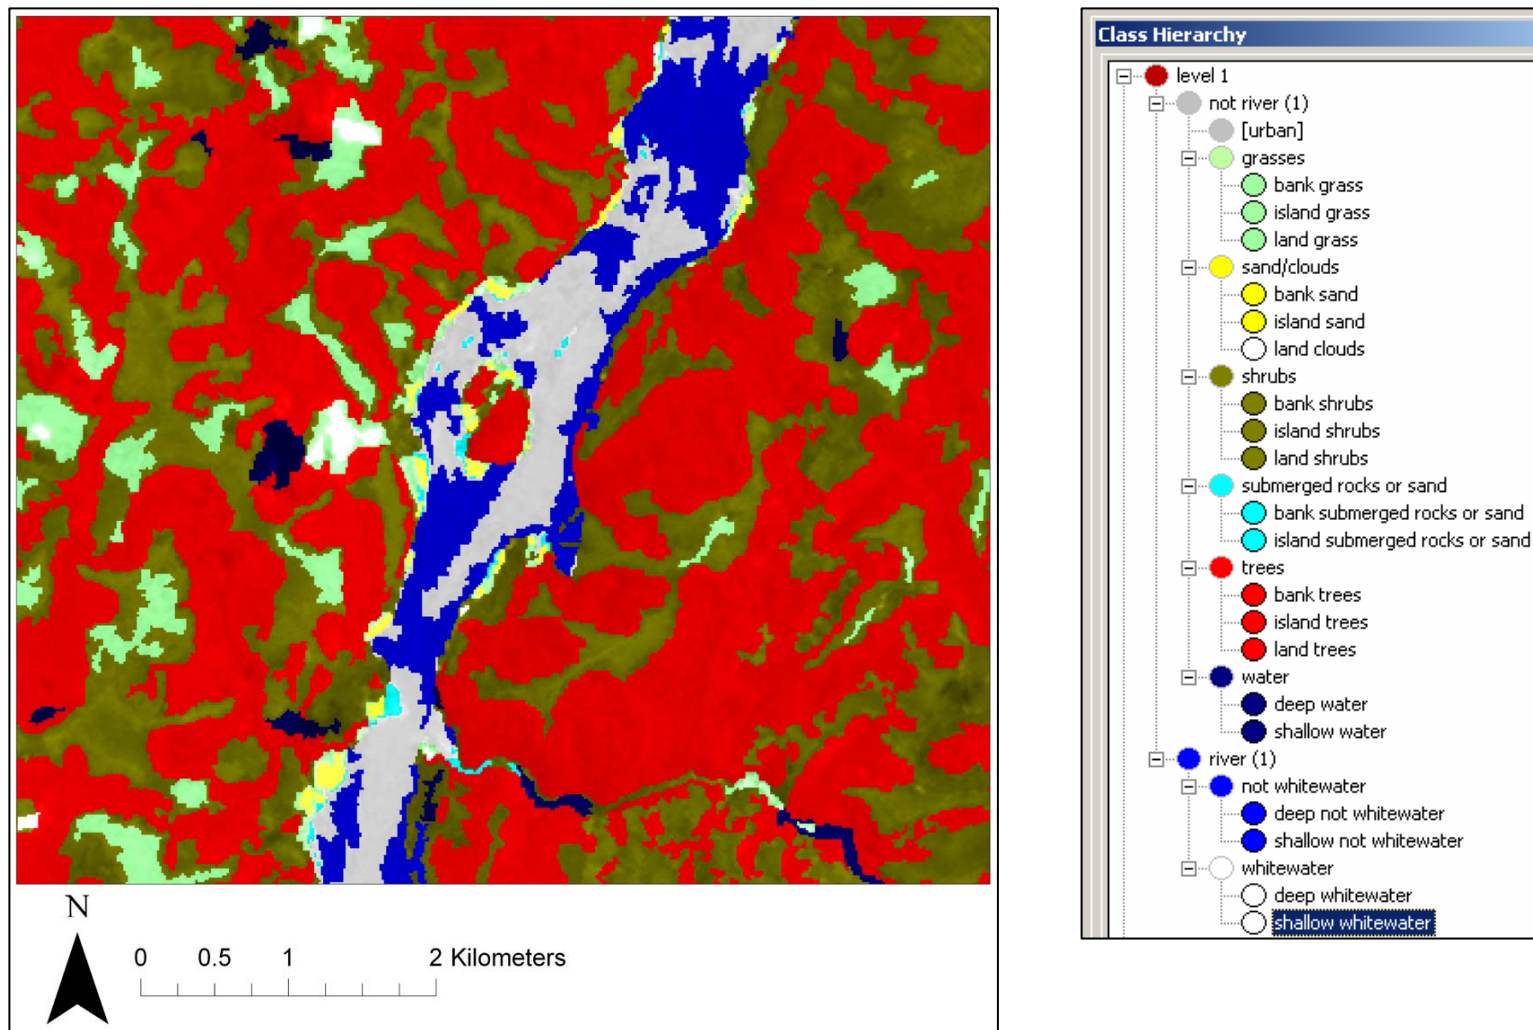 N
0 0.5 1 2 Kilometers
Class Hierarchy
level 1
not river (1)
[urban]
grasses
bank grass
island grass
land grass
sand/clouds
bank sand
island sand
land clouds
shrubs
bank shrubs
island shrubs
land shrubs
submerged rocks or sand
bank submerged rocks or sand
island submerged rocks or sand
trees
bank trees
island trees
land trees
water
deep water
shallow water
river (1)
not whitewater
deep not whitewater
shallow not whitewater
whitewater
deep whitewater
shallow whitewater